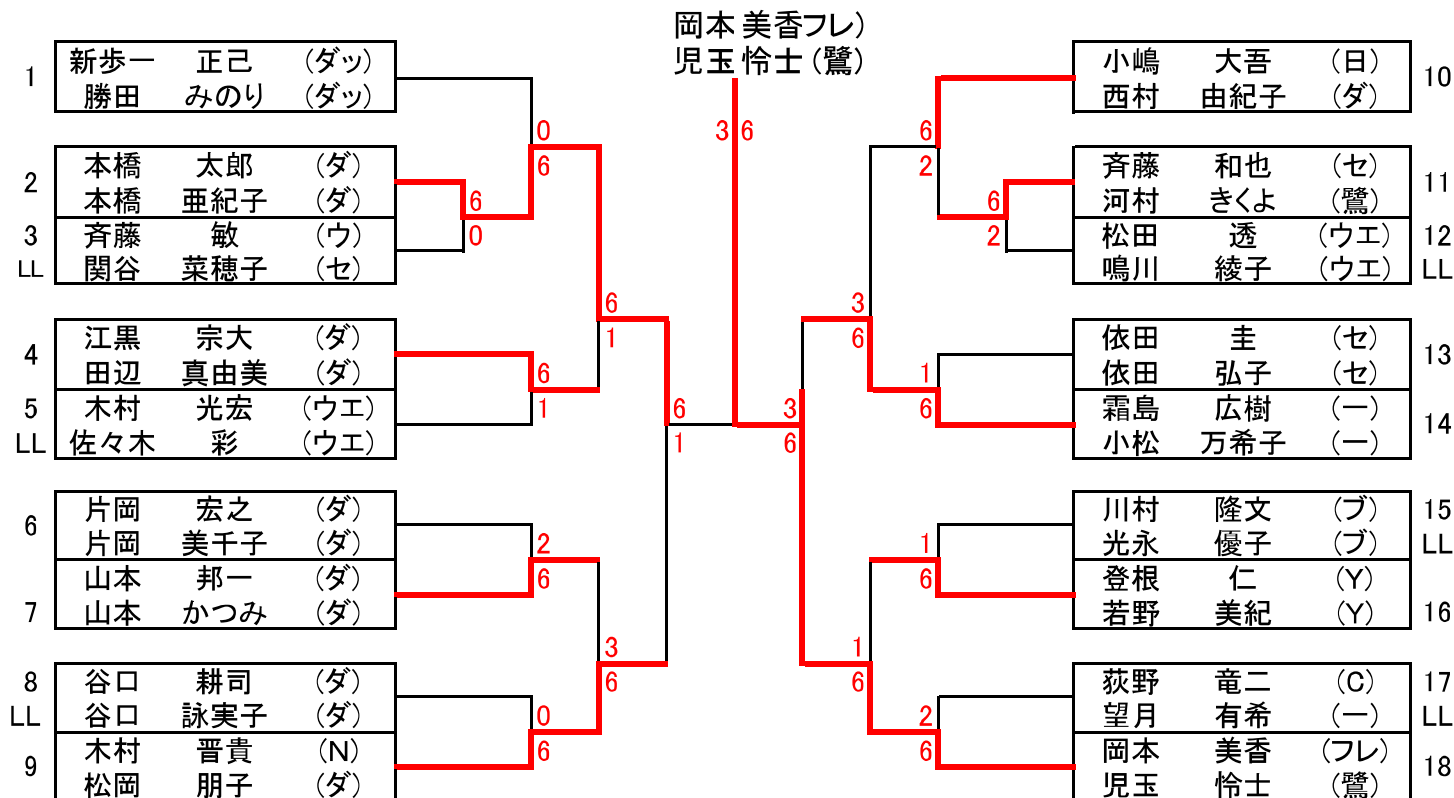 岡本 美香フレ)
児玉 怜士 (鷺)
3 6
1 新歩一 正己 (ダッ)
勝田 みのり (ダッ)
2 本橋 太郎 (ダ)
本橋 亜紀子 (ダ)
3 斉藤 敏 (ウ)
LL 関谷 菜穂子 (セ)
4 江黒 宗大 (ダ)
田辺 真由美 (ダ)
5 木村 光宏 (ウエ)
LL 佐々木 彩 (ウエ)
6 片岡 宏之 (ダ)
片岡 美千子 (ダ)
7 山本 邦一 (ダ)
山本 かつみ (ダ)
8 谷口 耕司 (ダ)
LL 谷口 詠実子 (ダ)
9 木村 晋貴 (N)
松岡 朋子 (ダ)
0
6
6
0
6
1
6
1
6
1
2
6
3
6
0
6
6
2
6
2
3
6
1
6
3
6
1
6
1
6
2
6
小嶋 大吾 (日) 10
西村 由紀子 (ダ)
斉藤 和也 (セ) 11
河村 きくよ (鷺)
松田 透 (ウエ) 12
鳴川 綾子 (ウエ) LL
依田 圭 (セ) 13
依田 弘子 (セ)
霜島 広樹 (一) 14
小松 万希子 (一)
川村 隆文 (ブ) 15
光永 優子 (ブ) LL
登根 仁 (Y) 16
若野 美紀 (Y)
荻野 竜二 (C) 17
望月 有希 (一) LL
岡本 美香 (フレ) 18
児玉 怜士 (鷺)